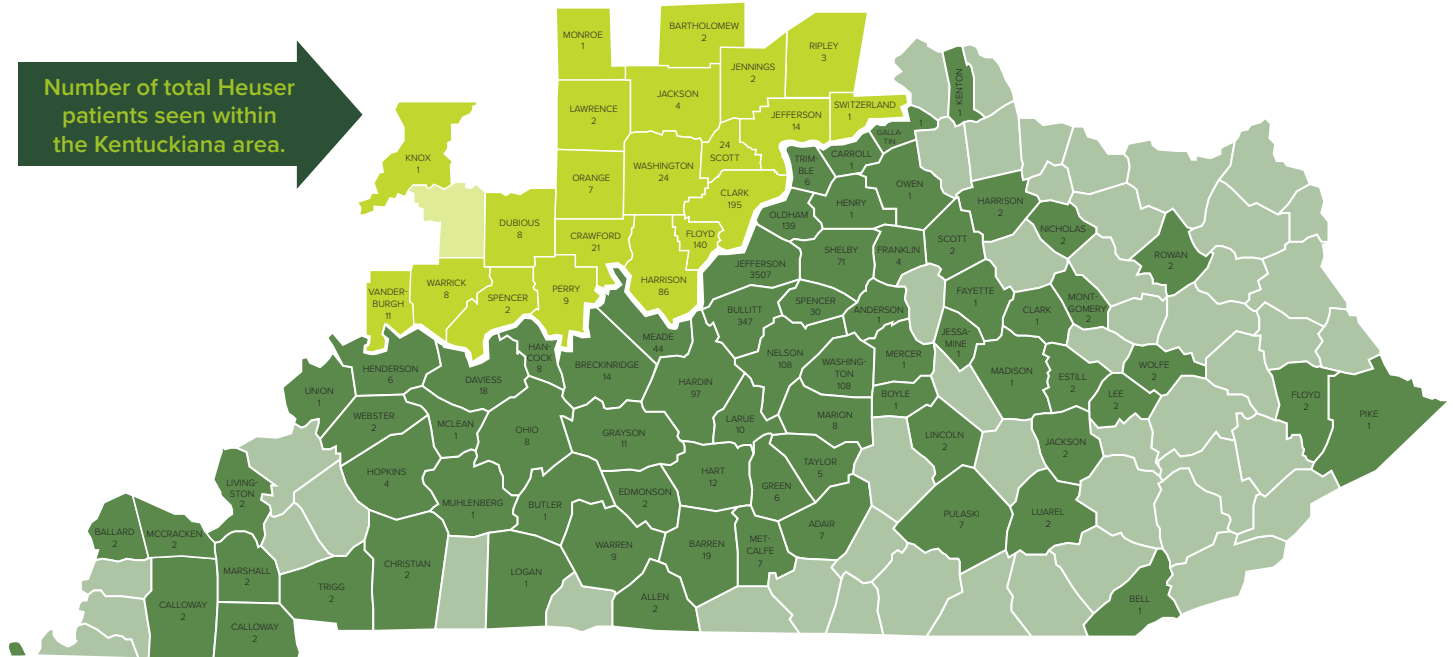 Number of total Heuser
patients seen within
the Kentuckiana area.
MONROE
1
BARTHOLOMEW
2
RIPLEY
3
JENNINGS
2
JACKSON
4
LAWRENCE
2
JEFFERSON
14
SWITZERLAND
1
KNOX
1
ORANGE
7
WASHINGTON
24
24
SCOTT
CLARK
195
DUBIOUS
8
CRAWFORD
21
FLOYD
140
HARRISON
86
VANDER-
BURGH
11
WARRICK
8
SPENCER
2
PERRY
9
KENTON
1
1
GALLA-
TIN
CARROLL
1
TRIM-
BLE
6
OWEN
1
HENRY
1
OLDHAM
139
HARRISON
2
NICHOLAS
2
ROWAN
2
JEFFERSON
3507
SHELBY
71
FRANKLIN
4
SCOTT
2
BULLITT
347
SPENCER
30
ANDERSON
1
FAYETTE
1
CLARK
1
MONT-
GOMERY
2
JESSA-
MINE
1
MEADE
44
HAN-
COCK
8
BRECKINRIDGE
14
HENDERSON
6
DAVIESS
18
UNION
1
WEBSTER
2
MCLEAN
1
OHIO
8
GRAYSON
11
HARDIN
97
LARUE
10
NELSON
108
WASHING-
TON
108
MERCER
1
BOYLE
1
MARION
8
MADISON
1
ESTILL
2
LEE
2
WOLFE
2
FLOYD
2
PIKE
1
LINCOLN
2
JACKSON
2
HOPKINS
4
MUHLENBERG
1
BUTLER
1
EDMONSON
2
HART
12
GREEN
6
TAYLOR
5
ADAIR
7
PULASKI
7
LUAREL
2
LIVING-
STON
2
BALLARD
2
MCCRACKEN
2
MARSHALL
2
CALLOWAY
2
CALLOWAY
2
TRIGG
2
CHRISTIAN
2
LOGAN
1
WARREN
9
BARREN
19
MET-
CALFE
7
ALLEN
2
BELL
1